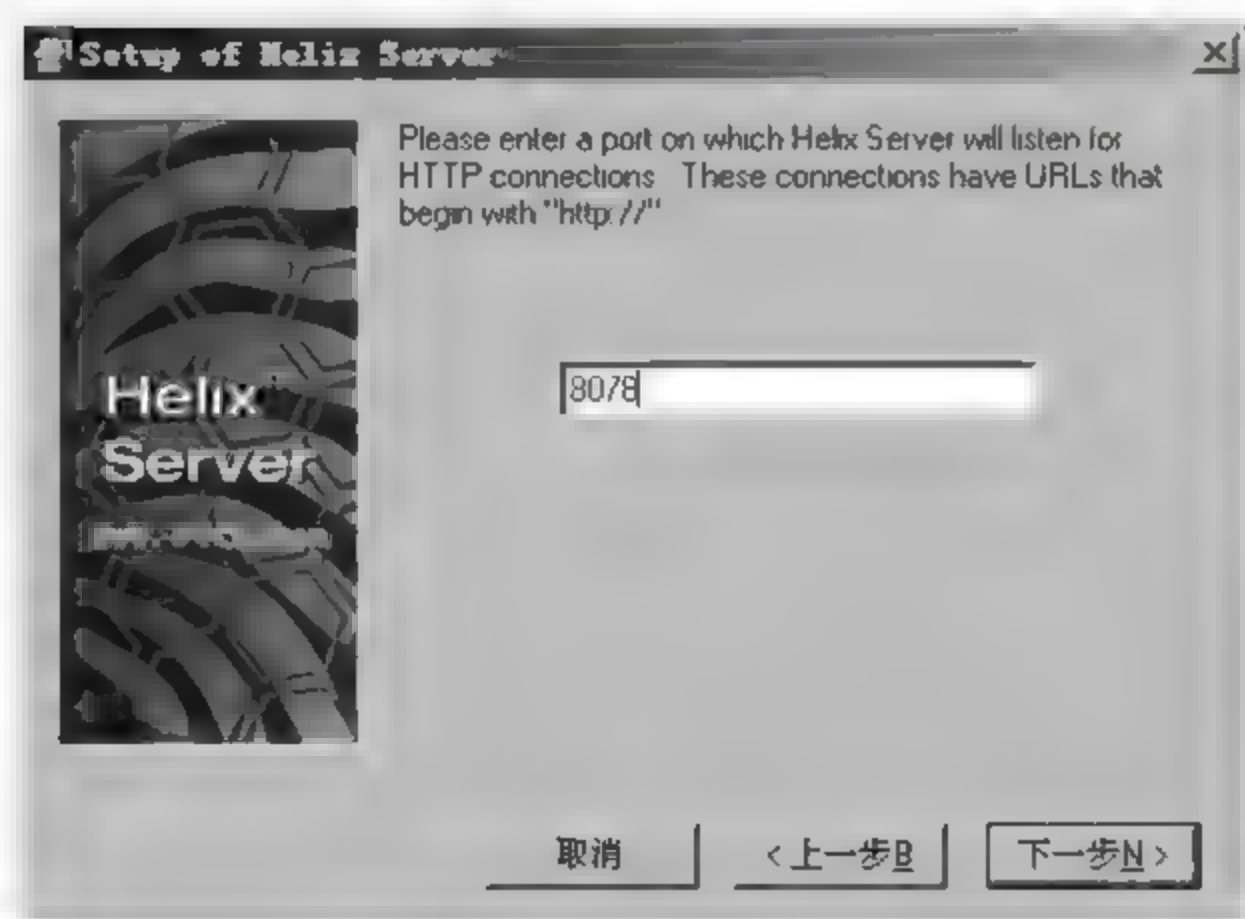 Setup of Helix Server
Please enter a port on which Helix Server will listen for
HTTP connections  These connections have URLs that
begin with "http://"
8078
Helix
Server
取消
<上一步B
下一步N>